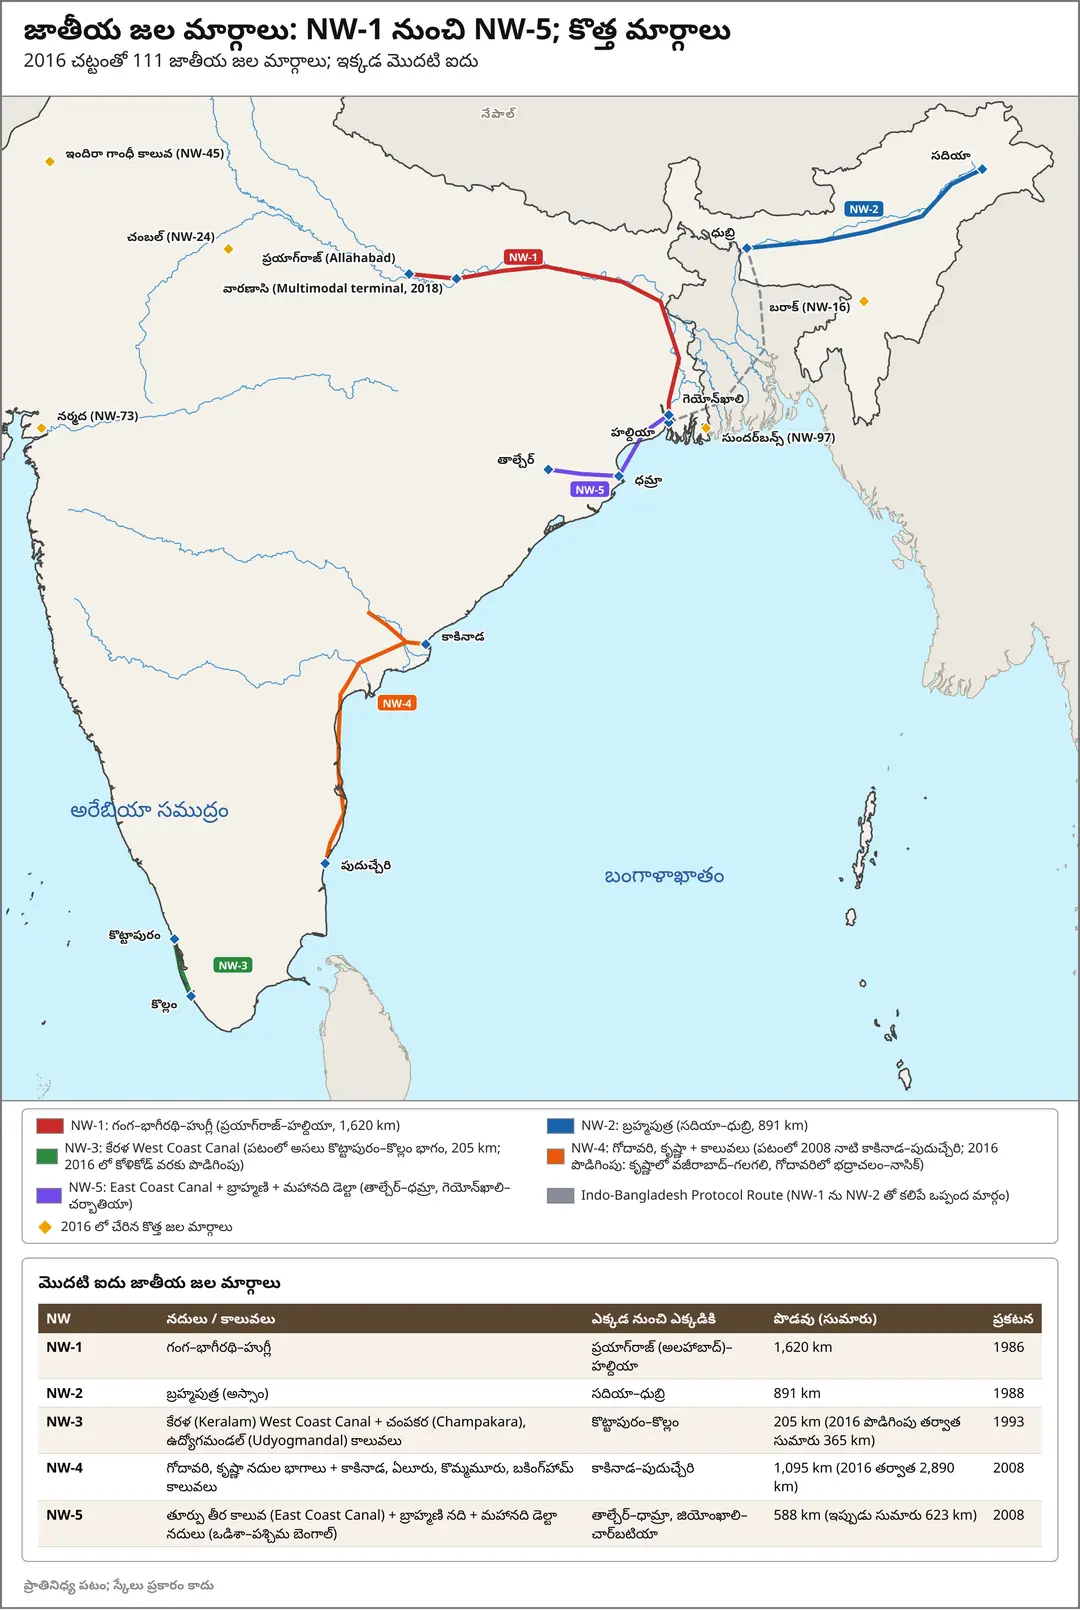 జాతీయ జల మార్గాలు: NW-1 నుంచి NW-5; కొత్త మార్గాలు
2016 చట్టంతో 111 జాతీయ జల మార్గాలు; ఇక్కడ మొదటి ఐదు
నేపాల్
ఇందిరా గాంధీ కాలువ (NW-45)
సదియా
NW-2
ధుబ్రి
చంబల్ (NW-24)
ప్రయాగ్‌రాజ్ (Allahabad)
NW-1
వారణాసి (Multimodal terminal, 2018)
బరాక్ (NW-16)
గెయోన్‌ఖాలి
నర్మద (NW-73)
హల్దియా
సుందర్‌బన్స్ (NW-97)
తాల్చేర్
NW-5
ధమ్రా
కాకినాడ
NW-4
అరేబియా సముద్రం
పుదుచ్చేరి
బంగాళాఖాతం
కొట్టాపురం
NW-3
కొల్లం
NW-1: గంగ–భాగీరథి–హుగ్లీ (ప్రయాగ్‌రాజ్–హల్దియా, 1,620 km)
NW-2: బ్రహ్మపుత్ర (సదియా–ధుబ్రి, 891 km)
NW-3: కేరళ West Coast Canal (పటంలో అసలు కొట్టాపురం–కొల్లం భాగం, 205 km;
2016 లో కోళికోడ్ వరకు పొడిగింపు)
NW-4: గోదావరి, కృష్ణా + కాలువలు (పటంలో 2008 నాటి కాకినాడ–పుదుచ్చేరి; 2016
పొడిగింపు: కృష్ణాలో వజీరాబాద్–గలగలి, గోదావరిలో భద్రాచలం–నాసిక్)
NW-5: East Coast Canal + బ్రాహ్మణి + మహానది డెల్టా (తాల్చేర్–ధమ్రా, గెయోన్‌ఖాలి–
చర్బాతియా)
Indo-Bangladesh Protocol Route (NW-1 ను NW-2 తో కలిపే ఒప్పంద మార్గం)
2016 లో చేరిన కొత్త జల మార్గాలు
మొదటి ఐదు జాతీయ జల మార్గాలు
NW నదులు / కాలువలు ఎక్కడ నుంచి ఎక్కడికి పొడవు (సుమారు) ప్రకటన
NW-1 గంగ–భాగీరథి–హుగ్లీ ప్రయాగ్‌రాజ్ (అలహాబాద్)– 1,620 km 1986
హల్దియా
NW-2 బ్రహ్మపుత్ర (అస్సాం) సదియా–ధుబ్రి 891 km 1988
NW-3 కేరళ (Keralam) West Coast Canal + చంపకర (Champakara), కొట్టాపురం–కొల్లం 205 km (2016 పొడిగింపు తర్వాత 1993
ఉద్యోగమండల్ (Udyogmandal) కాలువలు సుమారు 365 km)
NW-4 గోదావరి, కృష్ణా నదుల భాగాలు + కాకినాడ, ఏలూరు, కొమ్మమూరు, బకింగ్‌హామ్ కాకినాడ–పుదుచ్చేరి 1,095 km (2016 తర్వాత 2,890 2008
కాలువలు km)
NW-5 తూర్పు తీర కాలువ (East Coast Canal) + బ్రాహ్మణి నది + మహానది డెల్టా తాల్చేర్–ధామ్రా, జియోంఖాలి– 588 km (ఇప్పుడు సుమారు 623 km) 2008
నదులు (ఒడిశా–పశ్చిమ బెంగాల్) చార్‌బటియా
ప్రాతినిధ్య పటం; స్కేలు ప్రకారం కాదు